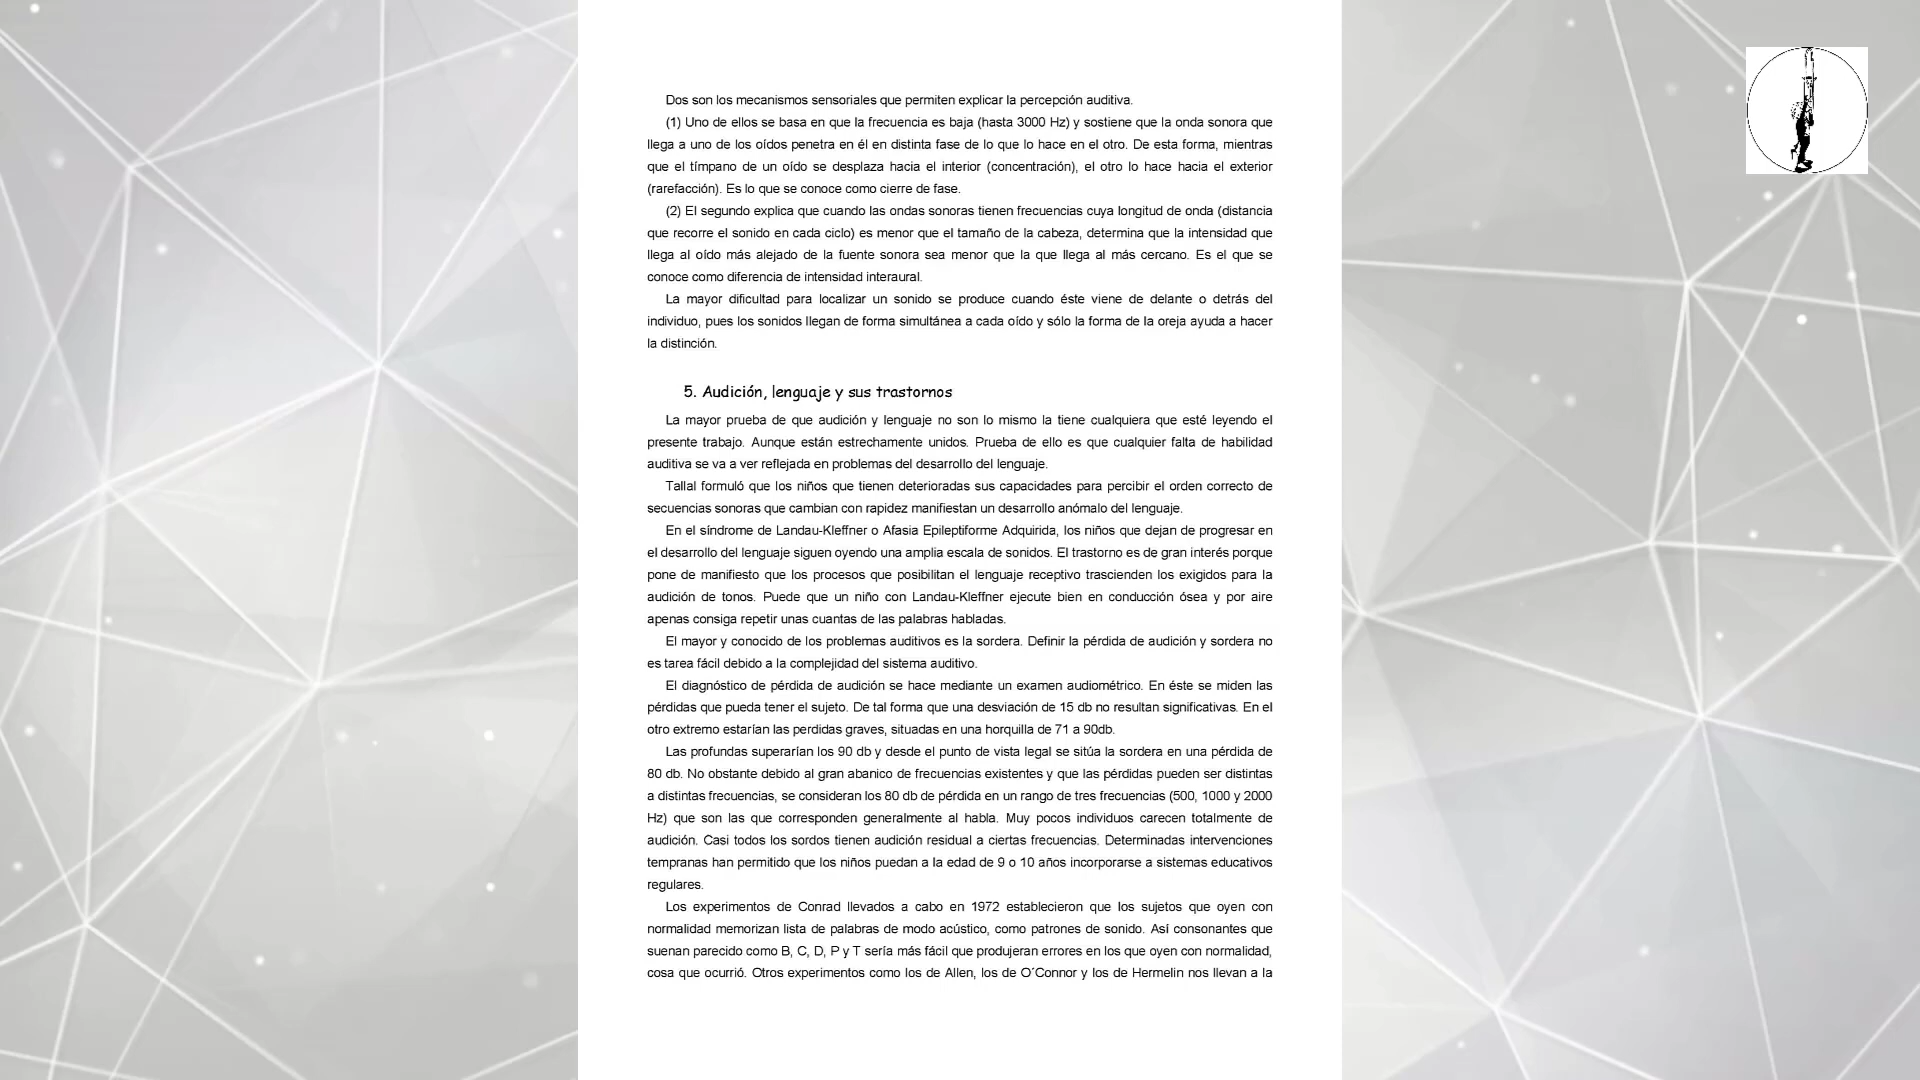 Dos son los mecanismos sensoriales que permiten explicar la percepción auditiva.
(1) Uno de ellos se basa en que la frecuencia es baja (hasta 3000 Hz) y sostiene que la onda sonora que
llega a uno de los oídos penetra en él en distinta fase de lo que lo hace en el otro. De esta forma, mientras
que el tímpano de un oído se desplaza hacia el interior (concentración), el otro lo hace hacia el exterior
(rarefacción). Es lo que se conoce como cierre de fase.
(2) El segundo explica que cuando las ondas sonoras tienen frecuencias cuya longitud de onda (distancia
que recorre el sonido en cada ciclo) es menor que el tamaño de la cabeza, determina que la intensidad que
llega al oído más alejado de la fuente sonora sea menor que la que llega al más cercano. Es el que se
conoce como diferencia de intensidad interaural.
La mayor dificultad para localizar un sonido se produce cuando éste viene de delante o detrás del
individuo, pues los sonidos llegan de forma simultánea a cada oído y sólo la forma de la oreja ayuda a hacer
la distinción.
5. Audición, lenguaje y sus trastornos
La mayor prueba de que audición y lenguaje no son lo mismo la tiene cualquiera que esté leyendo el
presente trabajo. Aunque están estrechamente unidos. Prueba de ello es que cualquier falta de habilidad
auditiva se va a ver reflejada en problemas del desarrollo del lenguaje.
Tallal formuló que los niños que tienen deterioradas sus capacidades para percibir el orden correcto de
secuencias sonoras que cambian con rapidez manifiestan un desarrollo anómalo del lenguaje.
En el síndrome de Landau-Kleffner o Afasia Epileptiforme Adquirida, los niños que dejan de progresar en
el desarrollo del lenguaje siguen oyendo una amplia escala de sonidos. El trastorno es de gran interés porque
pone de manifiesto que los procesos que posibilitan el lenguaje receptivo trascienden los exigidos para la
audición de tonos. Puede que un niño con Landau-Kleffner ejecute bien en conducción ósea y por aire
apenas consiga repetir unas cuantas de las palabras habladas.
El mayor y conocido de los problemas auditivos es la sordera. Definir la pérdida de audición y sordera no
es tarea fácil debido a la complejidad del sistema auditivo.
El diagnóstico de pérdida de audición se hace mediante un examen audiométrico. En éste se miden las
pérdidas que pueda tener el sujeto. De tal forma que una desviación de 15 db no resultan significativas. En el
otro extremo estarían las perdidas graves, situadas en una horquilla de 71 a 90db.
Las profundas superarían los 90 db y desde el punto de vista legal se sitúa la sordera en una pérdida de
80 db. No obstante debido al gran abanico de frecuencias existentes y que las pérdidas pueden ser distintas
a distintas frecuencias, se consideran los 80 db de pérdida en un rango de tres frecuencias (500, 1000 y 2000
Hz) que son las que corresponden generalmente al habla. Muy pocos individuos carecen totalmente de
audición. Casi todos los sordos tienen audición residual a ciertas frecuencias. Determinadas intervenciones
tempranas han permitido que los niños puedan a la edad de 9 o 10 años incorporarse a sistemas educativos
regulares.
Los experimentos de Conrad llevados a cabo en 1972 establecieron que los sujetos que oyen con
normalidad memorizan lista de palabras de modo acústico, como patrones de sonido. Así consonantes que
suenan parecido como B, C, D, P y T sería más fácil que produjeran errores en los que oyen con normalidad,
cosa que ocurrió. Otros experimentos como los de Allen, los de O´Connor y los de Hermelin nos llevan a la